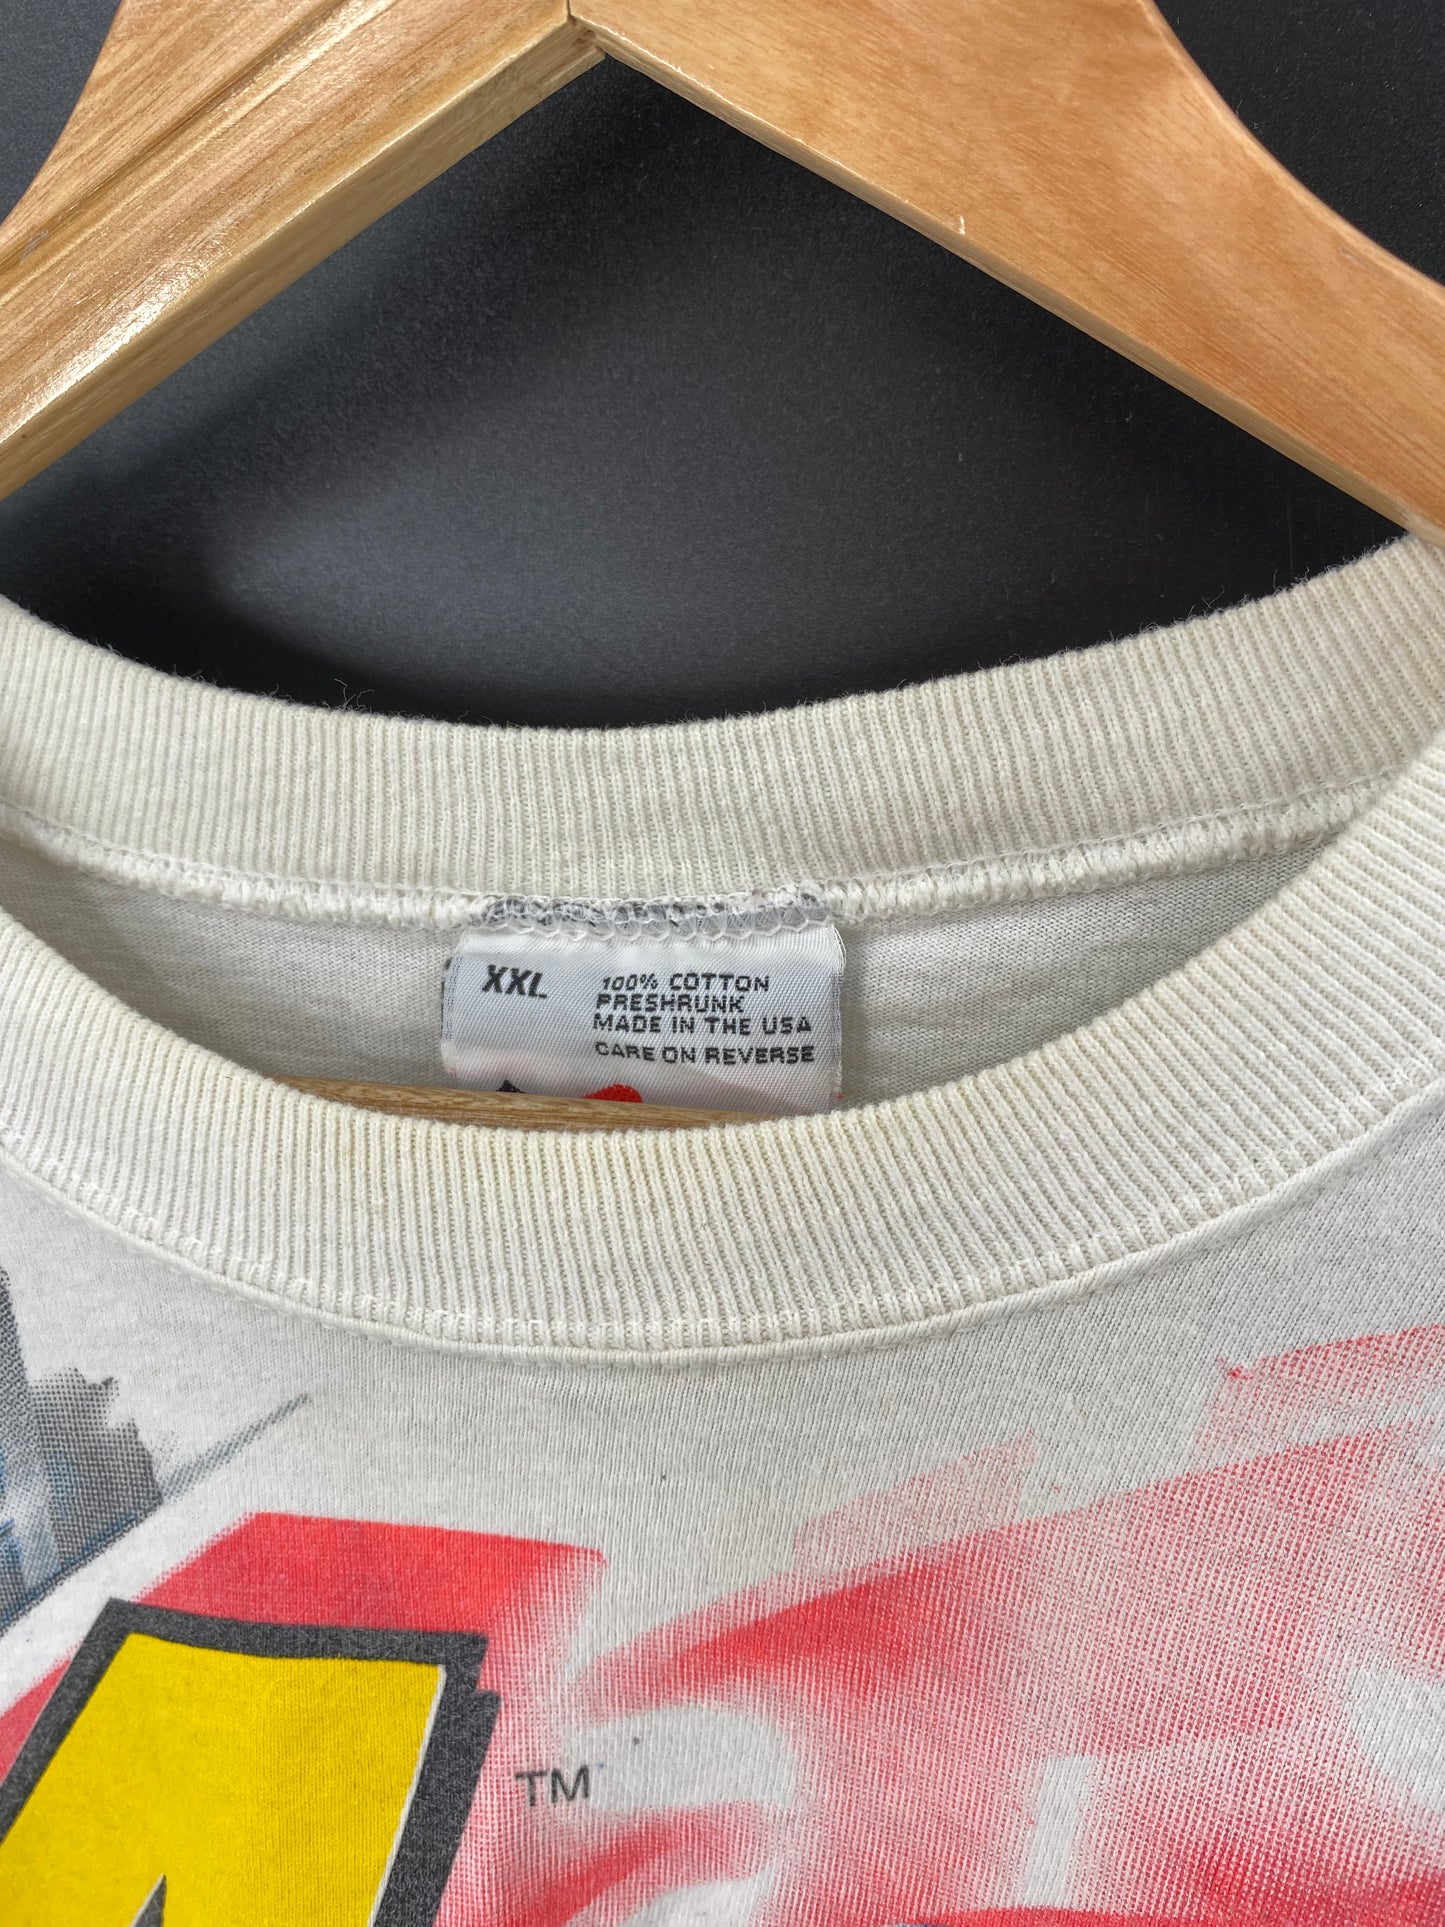 XXL
100% COTTON
PRESHRUNK
MADE IN THE USA
CARE ON REVERSE
TM